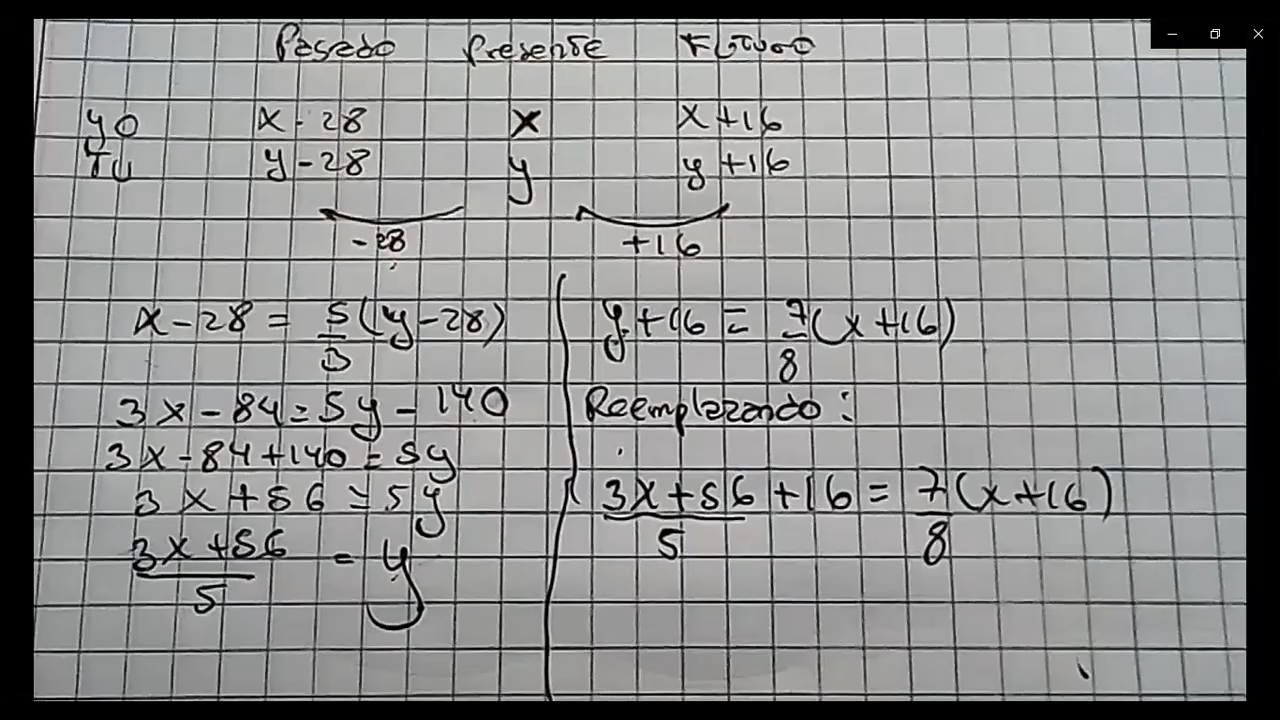 Pasado Presente Futuro
yo x - 28 x x + 16
Tu y - 28 y y + 16
- 28 + 16
x - 28 = 5/3 (y - 28)
3x - 84 = 5y - 140
3x - 84 + 140 = 5y
3x + 56 = 5y
3x + 56 / 5 = y
y + 16 = 7/8 (x + 16)
Reemplazando :
3x + 56 / 5 + 16 = 7/8 (x + 16)